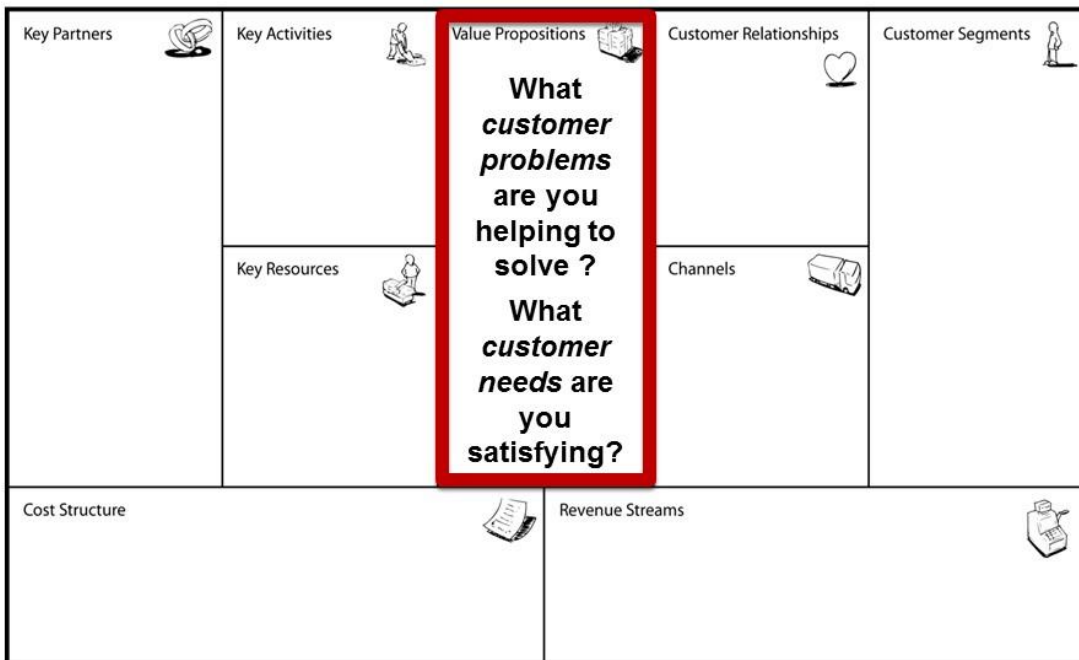 Key Partners
Key Activities
Value Propositions
What
customer
problems
are you
helping to
solve ?
What
customer
needs are
you
satisfying?
Customer Relationships
Customer Segments
Key Resources
Channels
Cost Structure
Revenue Streams